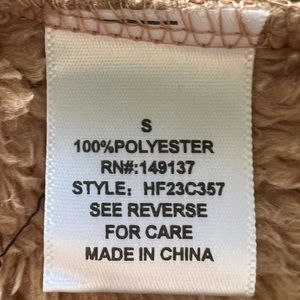 S
100%POLYESTER
RN#:149137
STYLE: HF23C357
SEE REVERSE
FOR CARE
MADE IN CHINA